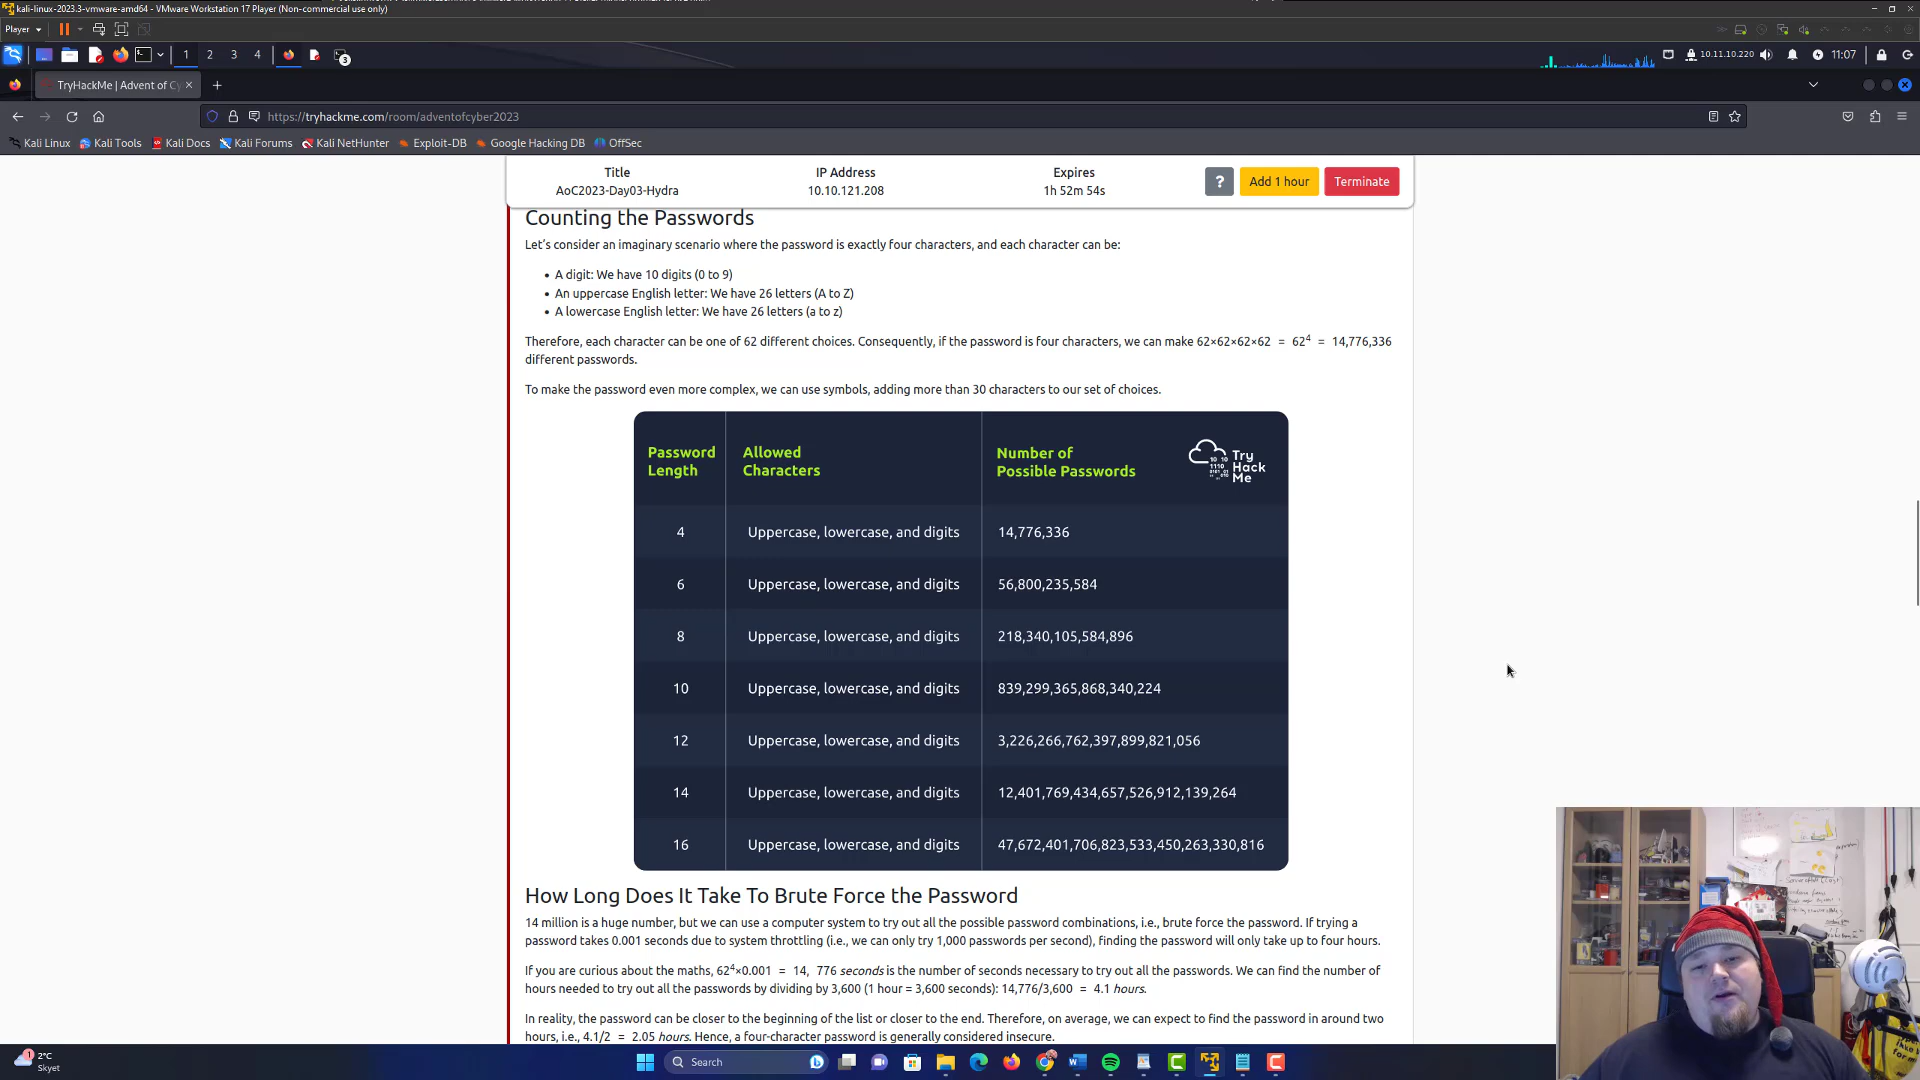 kali-linux-2023.3-vmware-amd64 - VMware Workstation 17 Player (Non-commercial use only)
Player
1 2 3 4
3
10.11.10.220
11:07
TryHackMe | Advent of Cy
https://tryhackme.com/room/adventofcyber2023
Kali Linux Kali Tools Kali Docs Kali Forums Kali NetHunter Exploit-DB Google Hacking DB OffSec
Title IP Address Expires
AoC2023-Day03-Hydra 10.10.121.208 1h 52m 54s
? Add 1 hour Terminate
Counting the Passwords
Let's consider an imaginary scenario where the password is exactly four characters, and each character can be:
• A digit: We have 10 digits (0 to 9)
• An uppercase English letter: We have 26 letters (A to Z)
• A lowercase English letter: We have 26 letters (a to z)
Therefore, each character can be one of 62 different choices. Consequently, if the password is four characters, we can make 62×62×62×62 = 62⁴ = 14,776,336
different passwords.
To make the password even more complex, we can use symbols, adding more than 30 characters to our set of choices.
Password Length
Allowed Characters
Number of Possible Passwords
Try Hack Me
4 Uppercase, lowercase, and digits 14,776,336
6 Uppercase, lowercase, and digits 56,800,235,584
8 Uppercase, lowercase, and digits 218,340,105,584,896
10 Uppercase, lowercase, and digits 839,299,365,868,340,224
12 Uppercase, lowercase, and digits 3,226,266,762,397,899,821,056
14 Uppercase, lowercase, and digits 12,401,769,434,657,526,912,139,264
16 Uppercase, lowercase, and digits 47,672,401,706,823,533,450,263,330,816
How Long Does It Take To Brute Force the Password
14 million is a huge number, but we can use a computer system to try out all the possible password combinations, i.e., brute force the password. If trying a
password takes 0.001 seconds due to system throttling (i.e., we can only try 1,000 passwords per second), finding the password will only take up to four hours.
If you are curious about the maths, 62⁴×0.001 = 14, 776 seconds is the number of seconds necessary to try out all the passwords. We can find the number of
hours needed to try out all the passwords by dividing by 3,600 (1 hour = 3,600 seconds): 14,776/3,600 = 4.1 hours.
In reality, the password can be closer to the beginning of the list or closer to the end. Therefore, on average, we can expect to find the password in around two
hours, i.e., 4.1/2 = 2.05 hours. Hence, a four-character password is generally considered insecure.
1
2°C
Skyet
Search